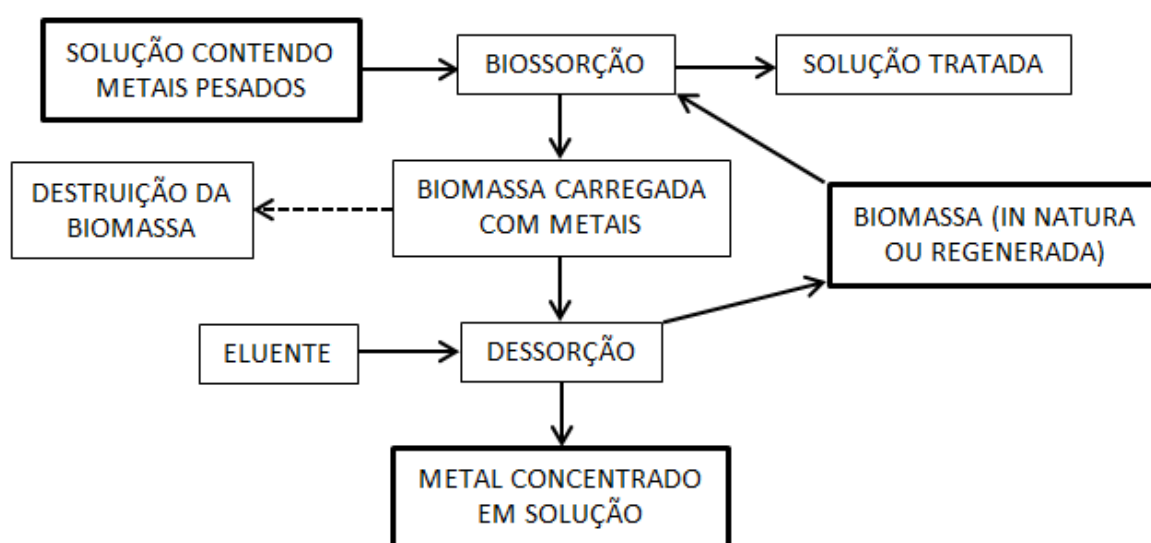 SOLUÇÃO CONTENDO
METAIS PESADOS
BIOSSORÇÃO
SOLUÇÃO TRATADA
DESTRUIÇÃO DA
BIOMASSA
BIOMASSA CARREGADA
COM METAIS
BIOMASSA (IN NATURA
OU REGENERADA)
ELUENTE
DESSORÇÃO
METAL CONCENTRADO
EM SOLUÇÃO